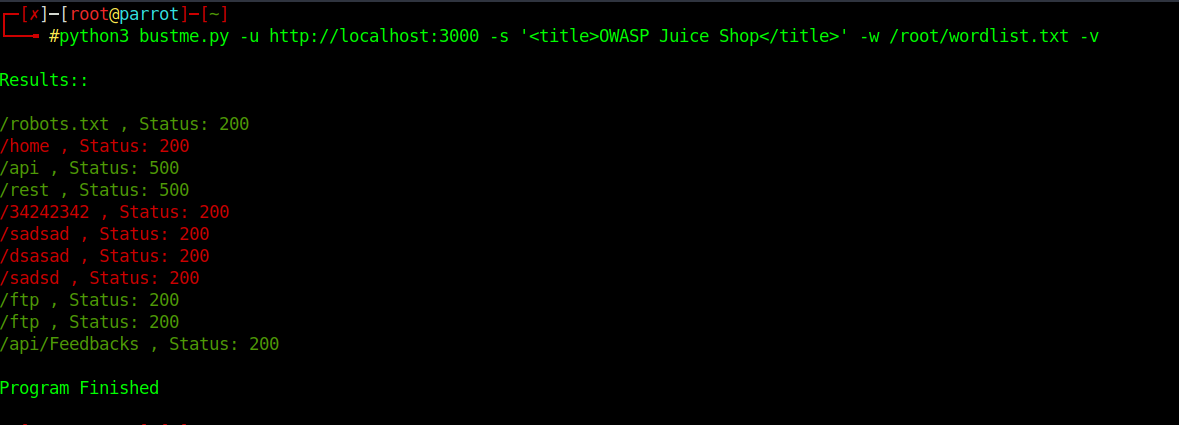 ┌─[✗]─[root@parrot]─[~]
└──╼ #python3 bustme.py -u http://localhost:3000 -s '<title>OWASP Juice Shop</title>' -w /root/wordlist.txt -v
Results::
/robots.txt , Status: 200
/home , Status: 200
/api , Status: 500
/rest , Status: 500
/34242342 , Status: 200
/sadsad , Status: 200
/dsasad , Status: 200
/sadsd , Status: 200
/ftp , Status: 200
/ftp , Status: 200
/api/Feedbacks , Status: 200
Program Finished